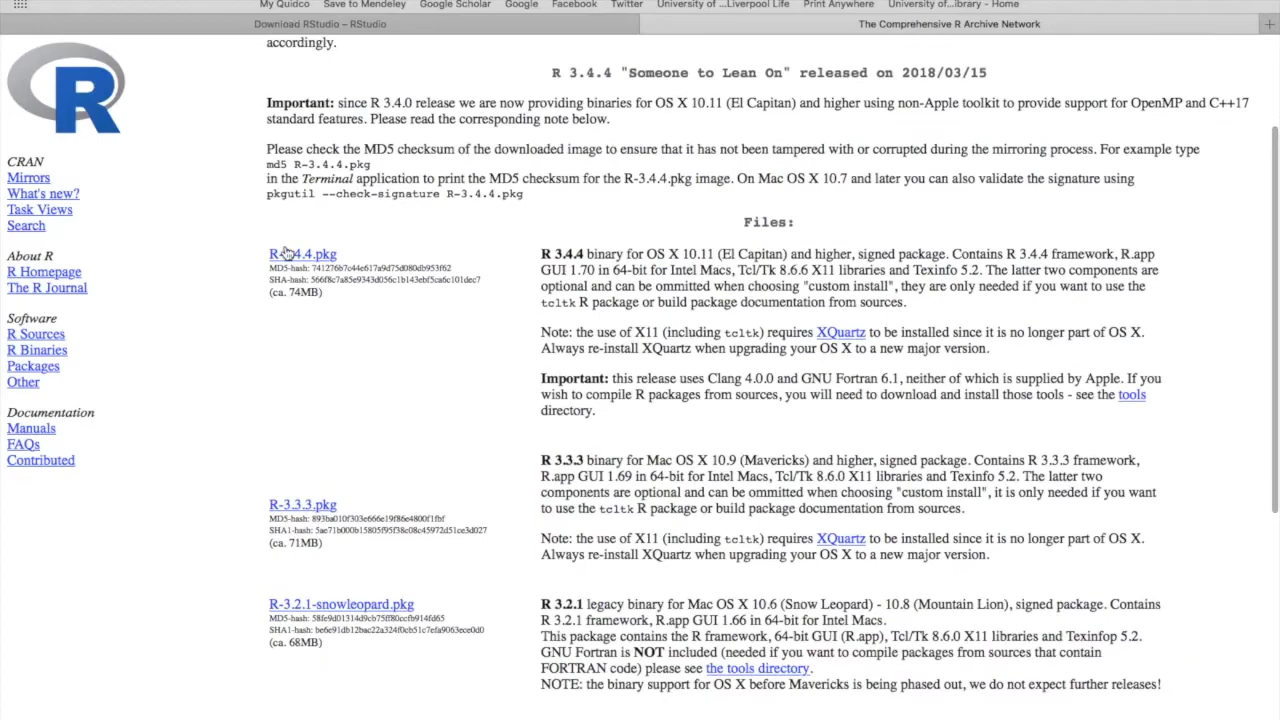 My Quidco Save to Mendeley Google Scholar Google Facebook Twitter University of ...Liverpool Life Print Anywhere University of...ibrary - Home
Download RStudio – RStudio
The Comprehensive R Archive Network
accordingly.
R 3.4.4 "Someone to Lean On" released on 2018/03/15
Important: since R 3.4.0 release we are now providing binaries for OS X 10.11 (El Capitan) and higher using non-Apple toolkit to provide support for OpenMP and C++17
standard features. Please read the corresponding note below.
Please check the MD5 checksum of the downloaded image to ensure that it has not been tampered with or corrupted during the mirroring process. For example type
md5 R-3.4.4.pkg
in the Terminal application to print the MD5 checksum for the R-3.4.4.pkg image. On Mac OS X 10.7 and later you can also validate the signature using
pkgutil --check-signature R-3.4.4.pkg
Files:
R
CRAN
Mirrors
What's new?
Task Views
Search
About R
R Homepage
The R Journal
Software
R Sources
R Binaries
Packages
Other
Documentation
Manuals
FAQs
Contributed
R-3.4.4.pkg
MD5-hash: 741276b7c44e617a9d75d080db953f62
SHA-hash: 566f8c7a85e9343d056c1b143ebf5ca6c101dec7
(ca. 74MB)
R 3.4.4 binary for OS X 10.11 (El Capitan) and higher, signed package. Contains R 3.4.4 framework, R.app
GUI 1.70 in 64-bit for Intel Macs, Tcl/Tk 8.6.6 X11 libraries and Texinfo 5.2. The latter two components are
optional and can be ommitted when choosing "custom install", they are only needed if you want to use the
tcltk R package or build package documentation from sources.
Note: the use of X11 (including tcltk) requires XQuartz to be installed since it is no longer part of OS X.
Always re-install XQuartz when upgrading your OS X to a new major version.
Important: this release uses Clang 4.0.0 and GNU Fortran 6.1, neither of which is supplied by Apple. If you
wish to compile R packages from sources, you will need to download and install those tools - see the tools
directory.
R-3.3.3.pkg
MD5-hash: 893ba010f303e666e19f86e4800f1fbf
SHA1-hash: 5ae71b000b15805f95f38c08c45972d51ce3d027
(ca. 71MB)
R 3.3.3 binary for Mac OS X 10.9 (Mavericks) and higher, signed package. Contains R 3.3.3 framework,
R.app GUI 1.69 in 64-bit for Intel Macs, Tcl/Tk 8.6.0 X11 libraries and Texinfo 5.2. The latter two
components are optional and can be ommitted when choosing "custom install", it is only needed if you want
to use the tcltk R package or build package documentation from sources.
Note: the use of X11 (including tcltk) requires XQuartz to be installed since it is no longer part of OS X.
Always re-install XQuartz when upgrading your OS X to a new major version.
R-3.2.1-snowleopard.pkg
MD5-hash: 58fe9d01314d9cb75ff80ccfb914fd65
SHA1-hash: be6e91db12bac22a324f0cb51c7efa9063ece0d0
(ca. 68MB)
R 3.2.1 legacy binary for Mac OS X 10.6 (Snow Leopard) - 10.8 (Mountain Lion), signed package. Contains
R 3.2.1 framework, R.app GUI 1.66 in 64-bit for Intel Macs.
This package contains the R framework, 64-bit GUI (R.app), Tcl/Tk 8.6.0 X11 libraries and Texinfop 5.2.
GNU Fortran is NOT included (needed if you want to compile packages from sources that contain
FORTRAN code) please see the tools directory.
NOTE: the binary support for OS X before Mavericks is being phased out, we do not expect further releases!